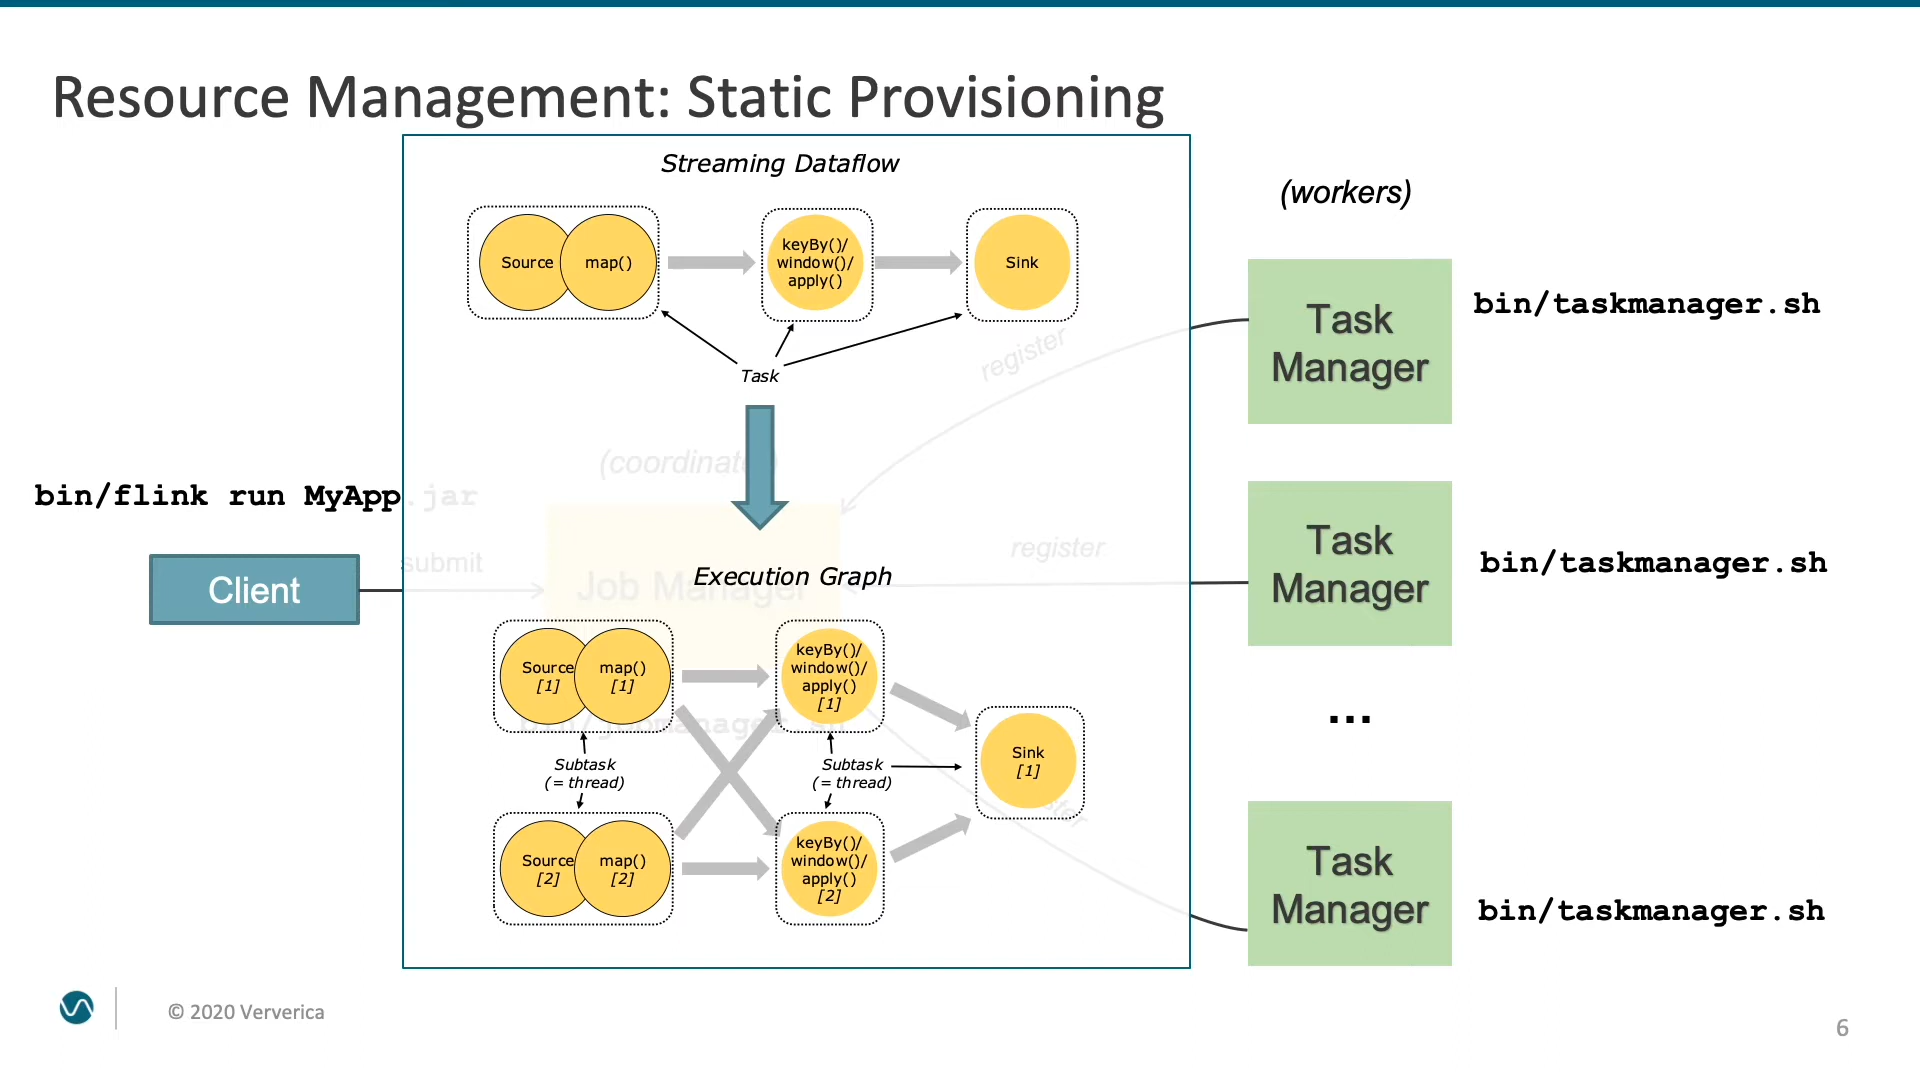 Resource Management: Static Provisioning
Streaming Dataflow
(workers)
Source
map()
keyBy()/
window()/
apply()
Sink
Task
Manager
bin/taskmanager.sh
register
Task
bin/flink run MyApp.jar
submit
Client
Job Manager
Execution Graph
register
Task
Manager
bin/taskmanager.sh
Source
[1]
map()
[1]
keyBy()/
window()/
apply()
[1]
Subtask
(= thread)
Subtask
(= thread)
Sink
[1]
...
Source
[2]
map()
[2]
keyBy()/
window()/
apply()
[2]
Task
Manager
bin/taskmanager.sh
© 2020 Ververica
6